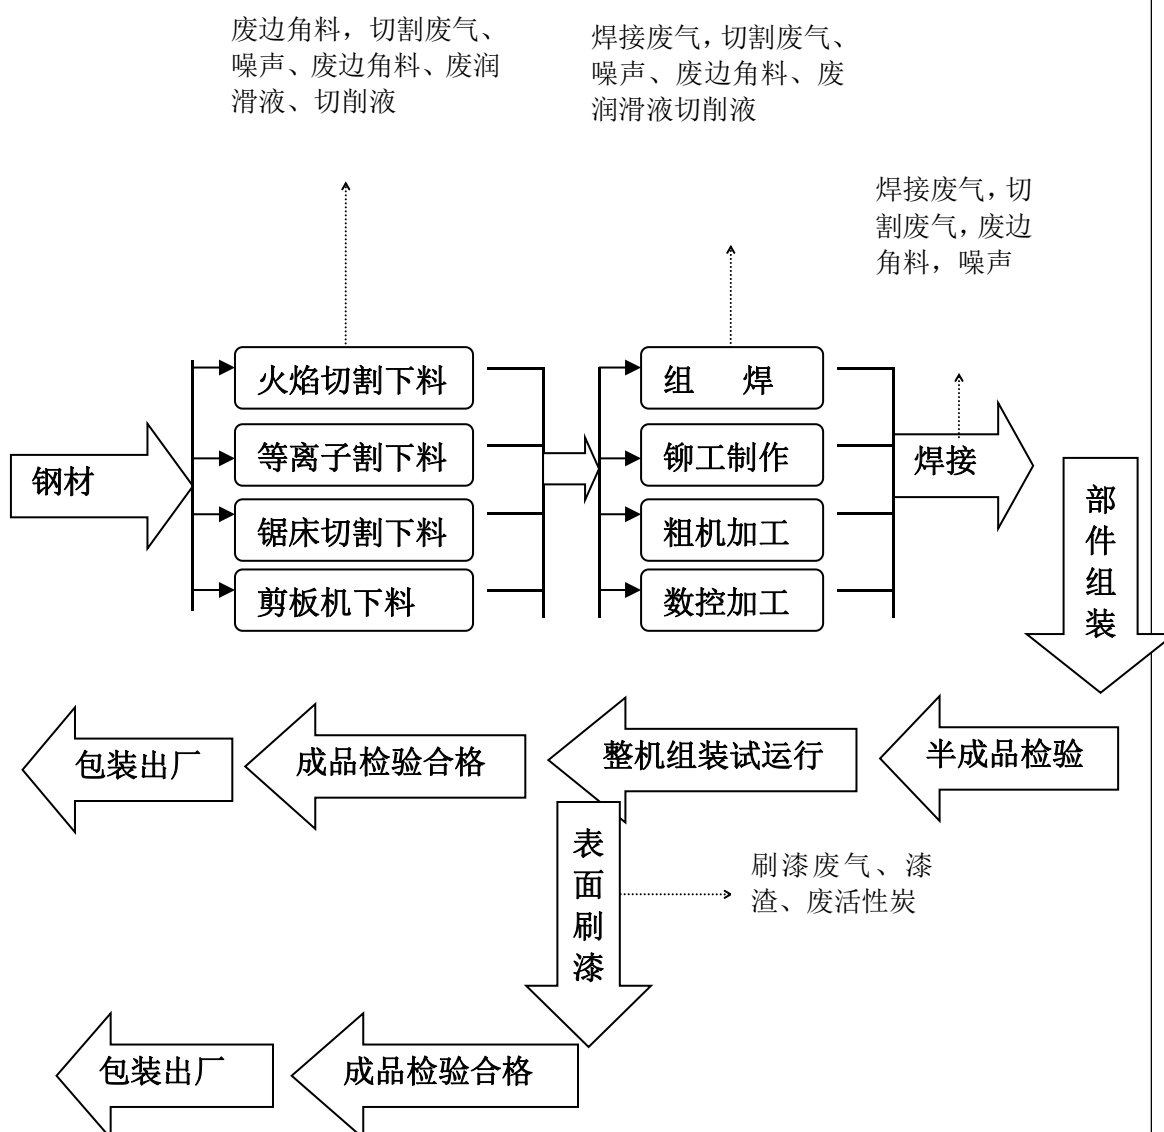 废边角料，切割废气、
噪声、废边角料、废润
滑液、切削液
焊接废气，切割废气、
噪声、废边角料、废
润滑液切削液
焊接废气，切
割废气，废边
角料，噪声
钢材
火焰切割下料
等离子割下料
锯床切割下料
剪板机下料
组 焊
铆工制作
粗机加工
数控加工
焊接
部件组装
包装出厂
成品检验合格
整机组装试运行
半成品检验
表面刷漆
刷漆废气、漆
渣、废活性炭
包装出厂
成品检验合格